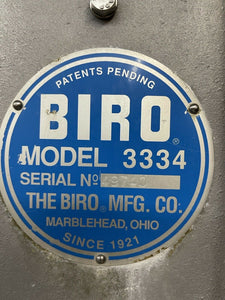 PATENTS PENDING
BIRO®
MODEL 3334
SERIAL Nº
THE BIRO MFG. CO.
MARBLEHEAD, OHIO
SINCE 1921